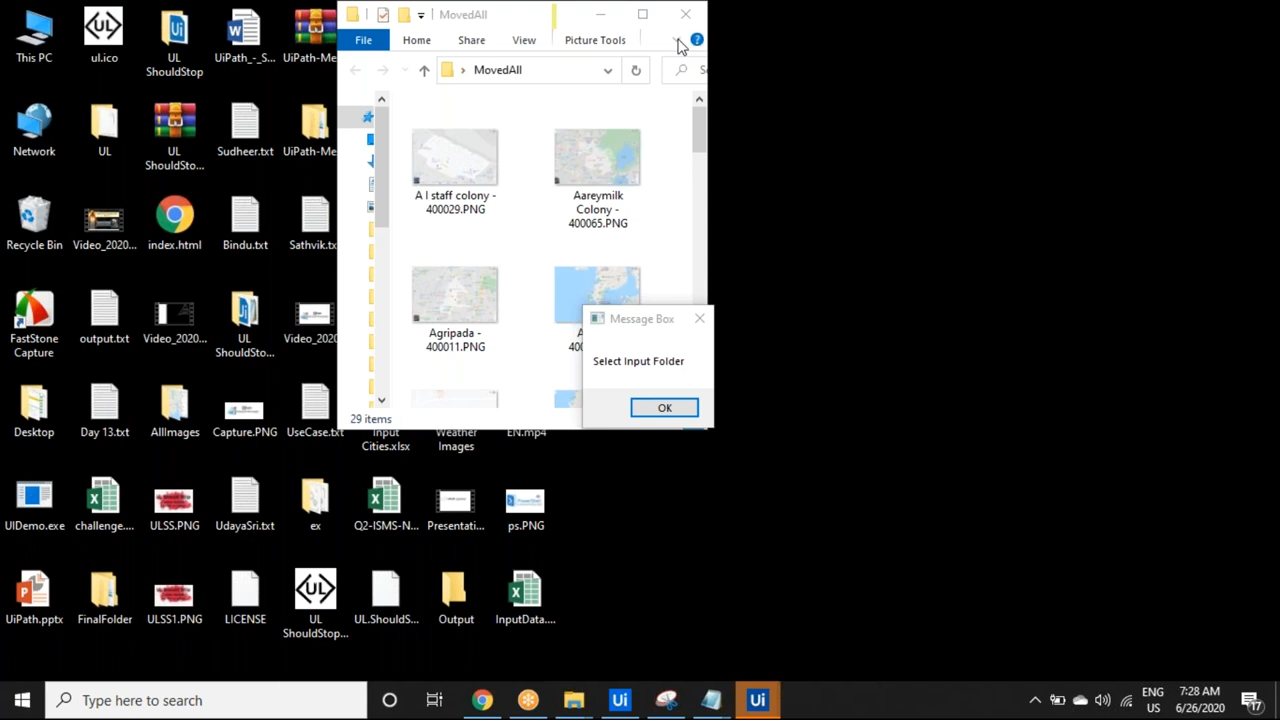 MovedAll
File
Home
Share
View
Picture Tools
MovedAll
A l staff colony -
400029.PNG
Aareymilk
Colony -
400065.PNG
Agripada -
400011.PNG
29 items
Message Box
Select Input Folder
OK
This PC
ul.ico
UL
ShouldStop
UiPath_-_S...
UiPath-Me
Network
UL
UL
ShouldSto...
Sudheer.txt
UiPath-Me
Recycle Bin
Video_2020...
index.html
Bindu.txt
Sathvik.tx
FastStone
Capture
output.txt
Video_2020...
UL
ShouldSto...
Video_2020
Desktop
Day 13.txt
AllImages
Capture.PNG
UseCase.txt
Input
Cities.xlsx
Weather
Images
EN.mp4
UIDemo.exe
challenge....
ULSS.PNG
UdayaSri.txt
ex
Q2-ISMS-N...
Presentati...
ps.PNG
UiPath.pptx
FinalFolder
ULSS1.PNG
LICENSE
UL
ShouldStop...
UL.ShouldS...
Output
InputData....
Type here to search
Ui
Ui
ENG
US
7:28 AM
6/26/2020
17